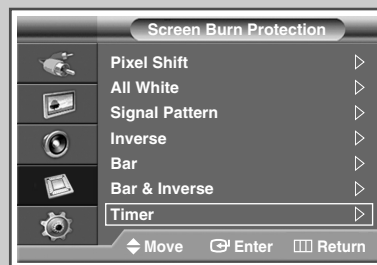 Screen Burn Protection
Pixel Shift
All White
Signal Pattern
Inverse
Bar
Bar & Inverse
Timer
Move Enter Return